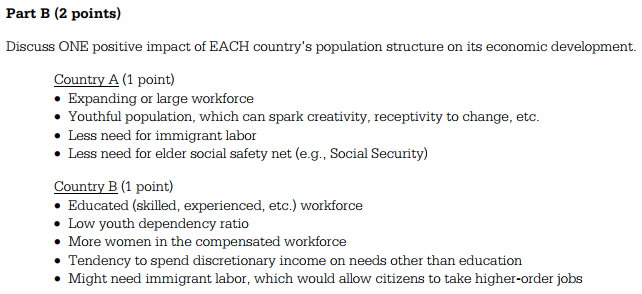 Part B (2 points)
Discuss ONE positive impact of EACH country's population structure on its economic development.
Country A (1 point)
• Expanding or large workforce
• Youthful population, which can spark creativity, receptivity to change, etc.
• Less need for immigrant labor
• Less need for elder social safety net (e.g., Social Security)
Country B (1 point)
• Educated (skilled, experienced, etc.) workforce
• Low youth dependency ratio
• More women in the compensated workforce
• Tendency to spend discretionary income on needs other than education
• Might need immigrant labor, which would allow citizens to take higher-order jobs